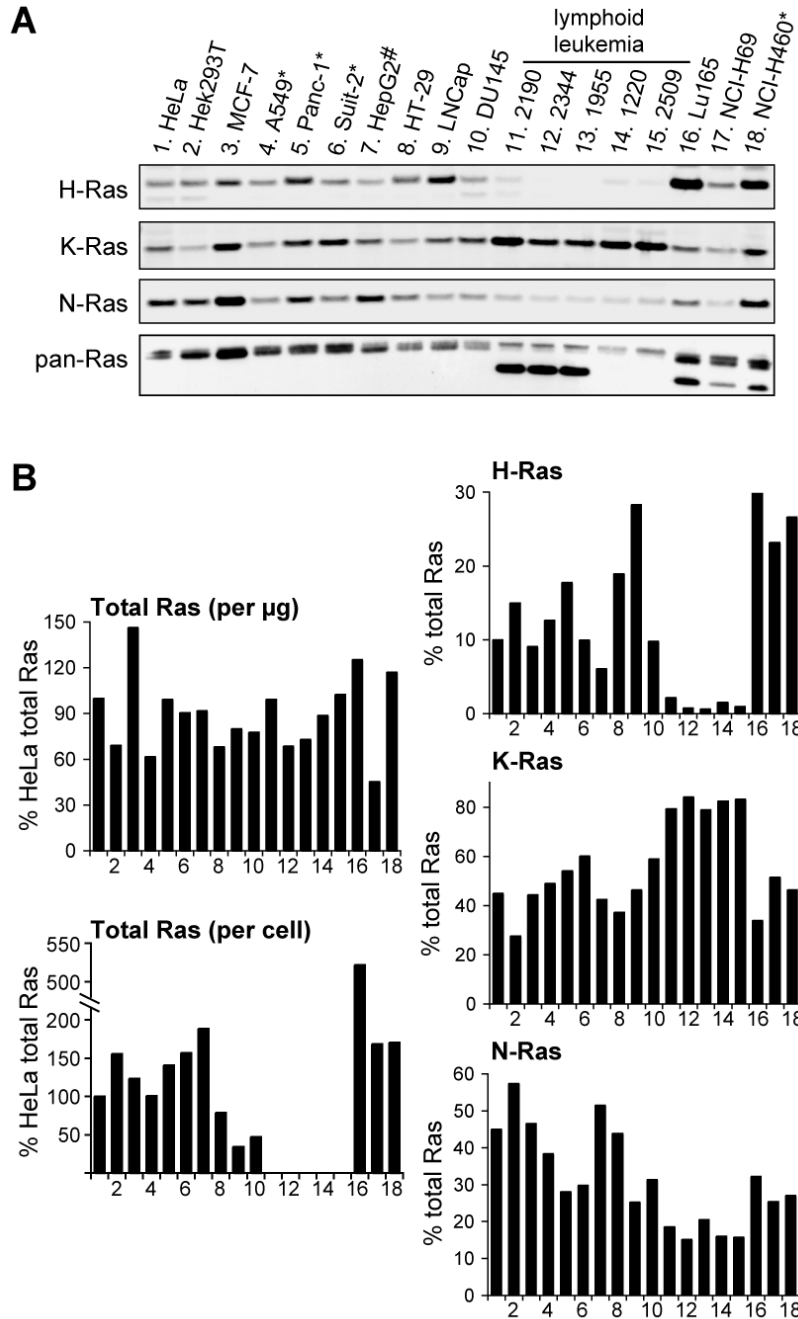 A
lymphoid
leukemia
1. HeLa
2. Hek293T
3. MCF-7
4. A549*
5. Panc-1*
6. Suit-2*
7. HepG2#
8. HT-29
9. LNCap
10. DU145
11. 2190
12. 2344
13. 1955
14. 1220
15. 2509
16. Lu165
17. NCI-H69
18. NCI-H460*
H-Ras
K-Ras
N-Ras
pan-Ras
B
Total Ras (per µg)
% HeLa total Ras
150
120
90
60
30
0
2 4 6 8 10 12 14 16 18
Total Ras (per cell)
% HeLa total Ras
550
500
200
150
100
50
2 4 6 8 10 12 14 16 18
H-Ras
% total Ras
30
20
10
0
2 4 6 8 10 12 14 16 18
K-Ras
% total Ras
80
60
40
20
0
2 4 6 8 10 12 14 16 18
N-Ras
% total Ras
60
50
40
30
20
10
0
2 4 6 8 10 12 14 16 18